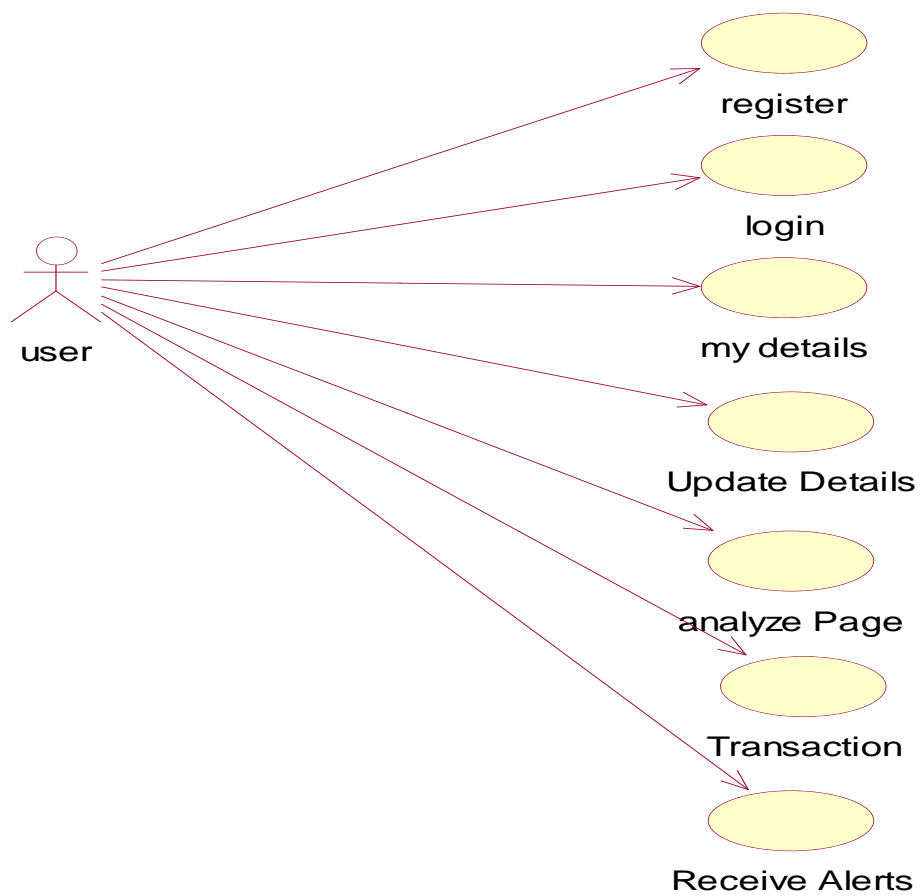 register
login
user
my details
Update Details
analyze Page
Transaction
Receive Alerts